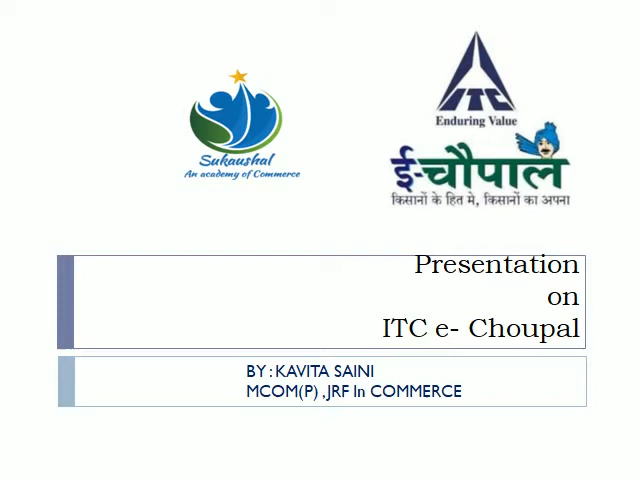 Sukaushal
An academy of Commerce
ITC
Enduring Value
ई-चौपाल
किसानों के हित मे, किसानों का अपना
Presentation
on
ITC e- Choupal
BY : KAVITA SAINI
MCOM(P) ,JRF In COMMERCE